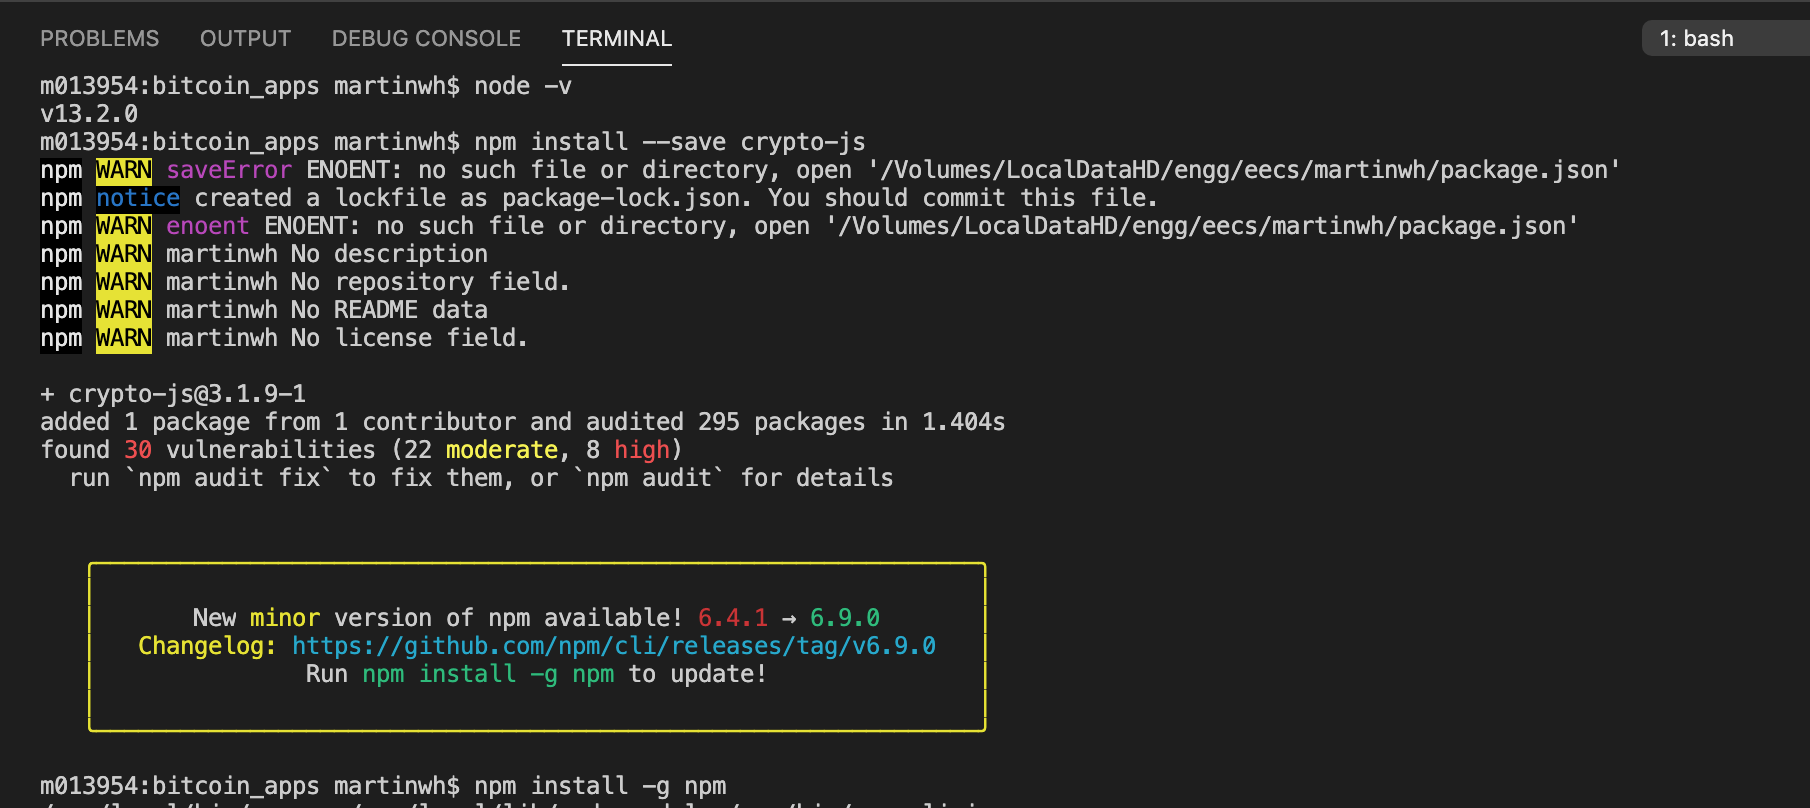 PROBLEMS OUTPUT DEBUG CONSOLE TERMINAL 1: bash
m013954:bitcoin_apps martinwh$ node -v
v13.2.0
m013954:bitcoin_apps martinwh$ npm install --save crypto-js
npm WARN saveError ENOENT: no such file or directory, open '/Volumes/LocalDataHD/engg/eecs/martinwh/package.json'
npm notice created a lockfile as package-lock.json. You should commit this file.
npm WARN enoent ENOENT: no such file or directory, open '/Volumes/LocalDataHD/engg/eecs/martinwh/package.json'
npm WARN martinwh No description
npm WARN martinwh No repository field.
npm WARN martinwh No README data
npm WARN martinwh No license field.
+ crypto-js@3.1.9-1
added 1 package from 1 contributor and audited 295 packages in 1.404s
found 30 vulnerabilities (22 moderate, 8 high)
run `npm audit fix` to fix them, or `npm audit` for details
New minor version of npm available! 6.4.1 → 6.9.0
Changelog: https://github.com/npm/cli/releases/tag/v6.9.0
Run npm install -g npm to update!
m013954:bitcoin_apps martinwh$ npm install -g npm